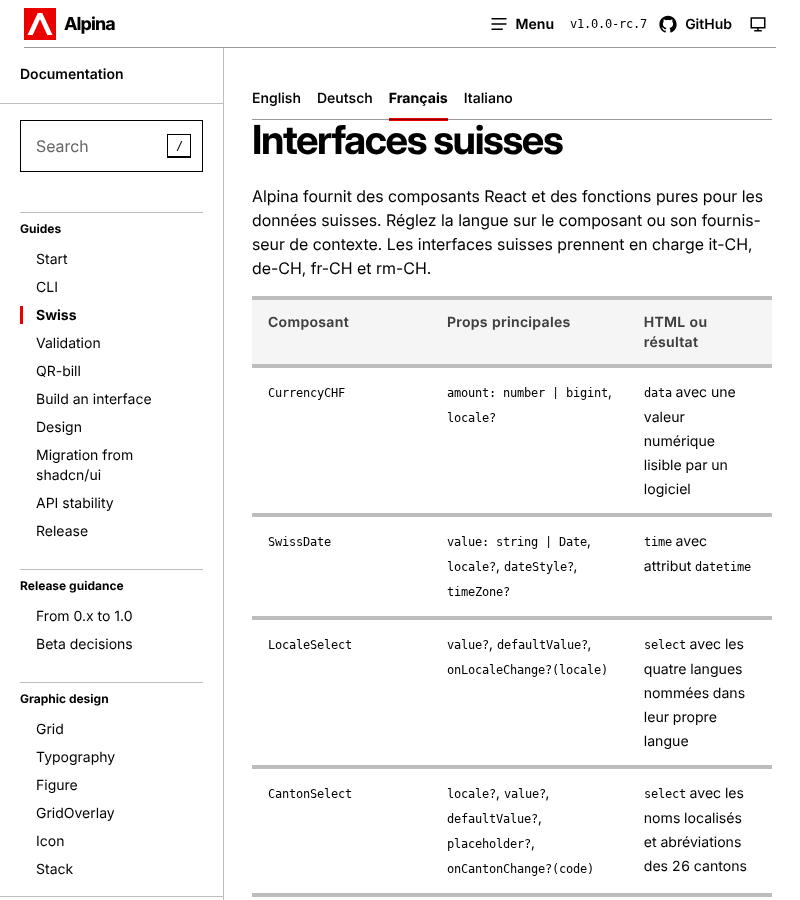 Alpina
Menu
v1.0.0-rc.7
GitHub
Documentation
Search
/
Guides
Start
CLI
Swiss
Validation
QR-bill
Build an interface
Design
Migration from
shadcn/ui
API stability
Release
Release guidance
From 0.x to 1.0
Beta decisions
Graphic design
Grid
Typography
Figure
GridOverlay
Icon
Stack
English Deutsch Français Italiano
Interfaces suisses
Alpina fournit des composants React et des fonctions pures pour les
données suisses. Réglez la langue sur le composant ou son fournis-
seur de contexte. Les interfaces suisses prennent en charge it-CH,
de-CH, fr-CH et rm-CH.
Composant
Props principales
HTML ou
résultat
CurrencyCHF
amount: number | bigint,
locale?
data avec une
valeur
numérique
lisible par un
logiciel
SwissDate
value: string | Date,
locale?, dateStyle?,
timeZone?
time avec
attribut datetime
LocaleSelect
value?, defaultValue?,
onLocaleChange?(locale)
select avec les
quatre langues
nommées dans
leur propre
langue
CantonSelect
locale?, value?,
defaultValue?,
placeholder?,
onCantonChange?(code)
select avec les
noms localisés
et abréviations
des 26 cantons